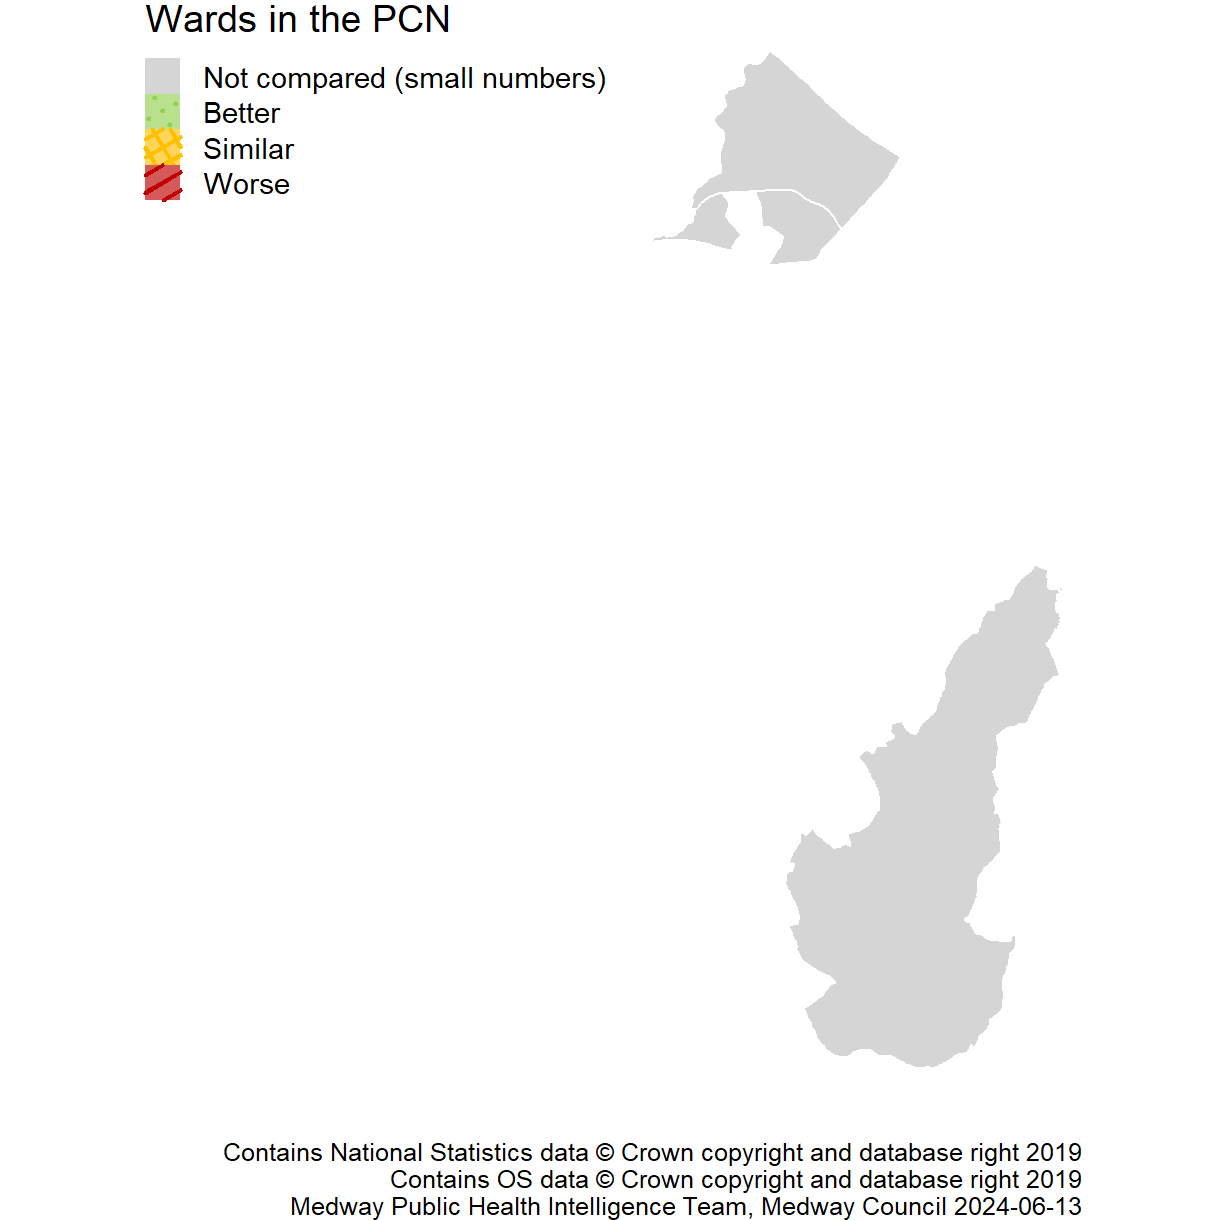 Wards in the PCN
Not compared (small numbers)
Better
Similar
Worse
Contains National Statistics data © Crown copyright and database right 2019
Contains OS data © Crown copyright and database right 2019
Medway Public Health Intelligence Team, Medway Council 2024-06-13